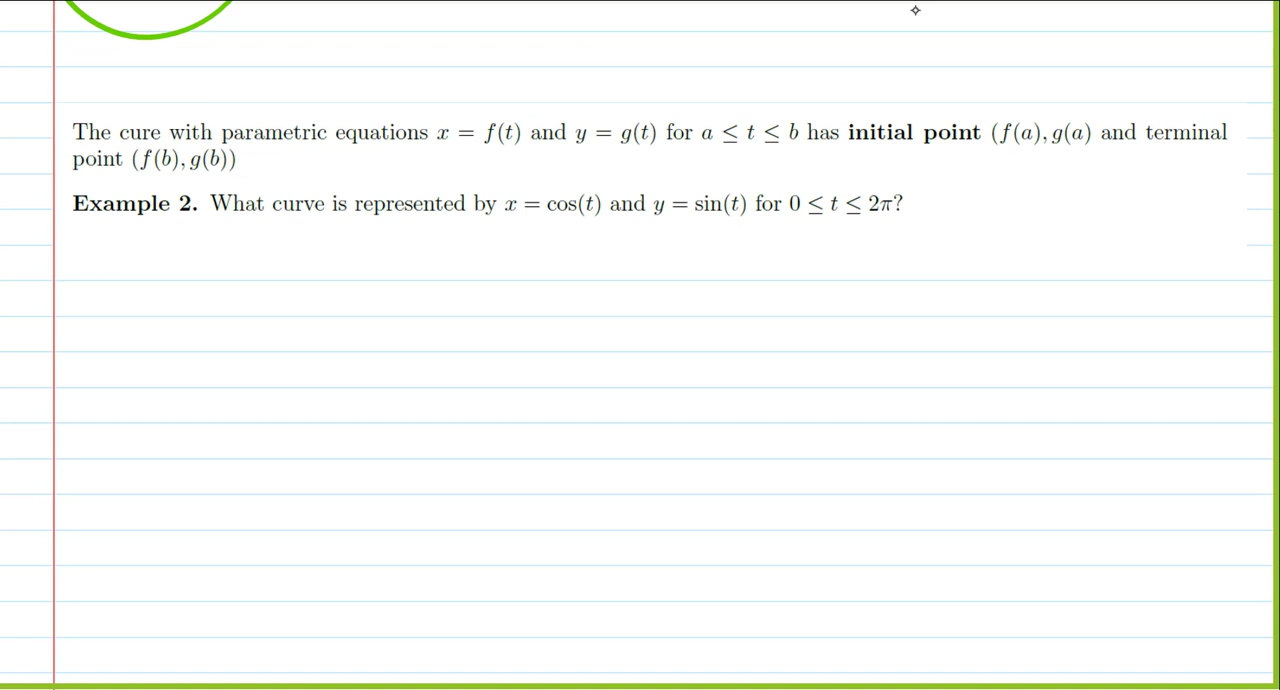 The cure with parametric equations x = f(t) and y = g(t) for a ≤ t ≤ b has initial point (f(a), g(a) and terminal
point (f(b), g(b))
Example 2. What curve is represented by x = cos(t) and y = sin(t) for 0 ≤ t ≤ 2π?